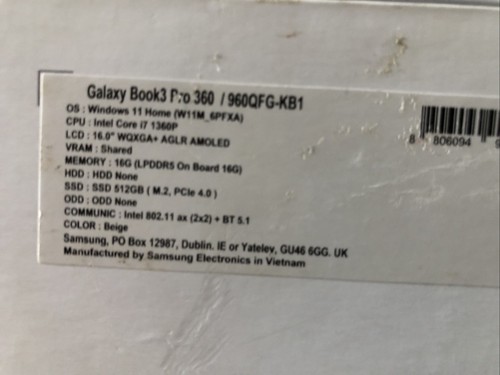 Galaxy Book3 Pro 360 / 960QFG-KB1
OS : Windows 11 Home (W11M_6PFXA)
CPU : Intel Core i7 1360P
LCD : 16.0" WQXGA+ AGLR AMOLED
VRAM : Shared
MEMORY : 16G (LPDDR5 On Board 16G)
HDD : HDD None
SSD : SSD 512GB ( M.2, PCIe 4.0 )
ODD : ODD None
COMMUNIC : Intel 802.11 ax (2x2) + BT 5.1
COLOR : Beige
Samsung, PO Box 12987, Dublin. IE or Yateley, GU46 6GG. UK
Manufactured by Samsung Electronics in Vietnam
8 806094 9